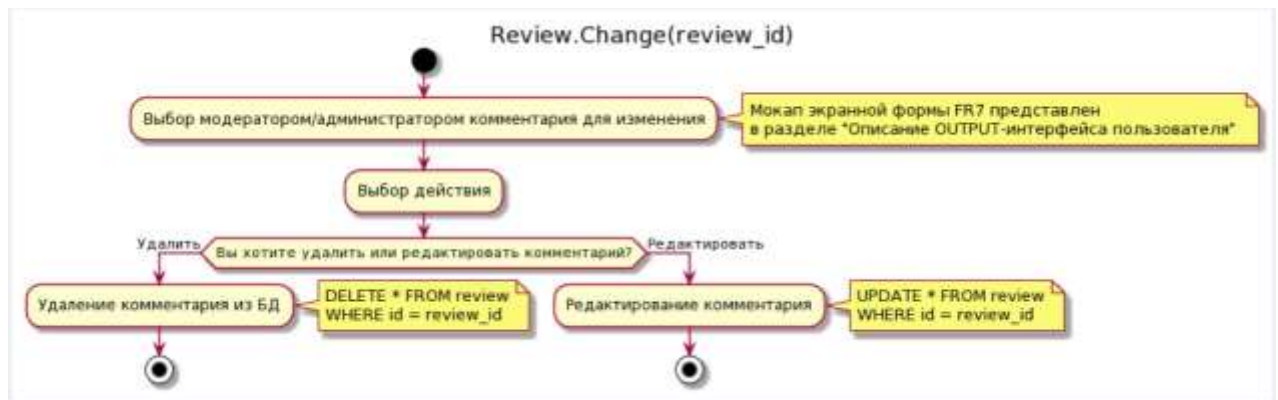 Review.Change(review_id)
Выбор модератором/администратором комментария для изменения
Мокап экранной формы FR7 представлен
в разделе "Описание OUTPUT-интерфейса пользователя"
Выбор действия
Удалить
Вы хотите удалить или редактировать комментарий?
Редактировать
Удаление комментария из БД
DELETE * FROM review
WHERE id = review_id
Редактирование комментария
UPDATE * FROM review
WHERE id = review_id